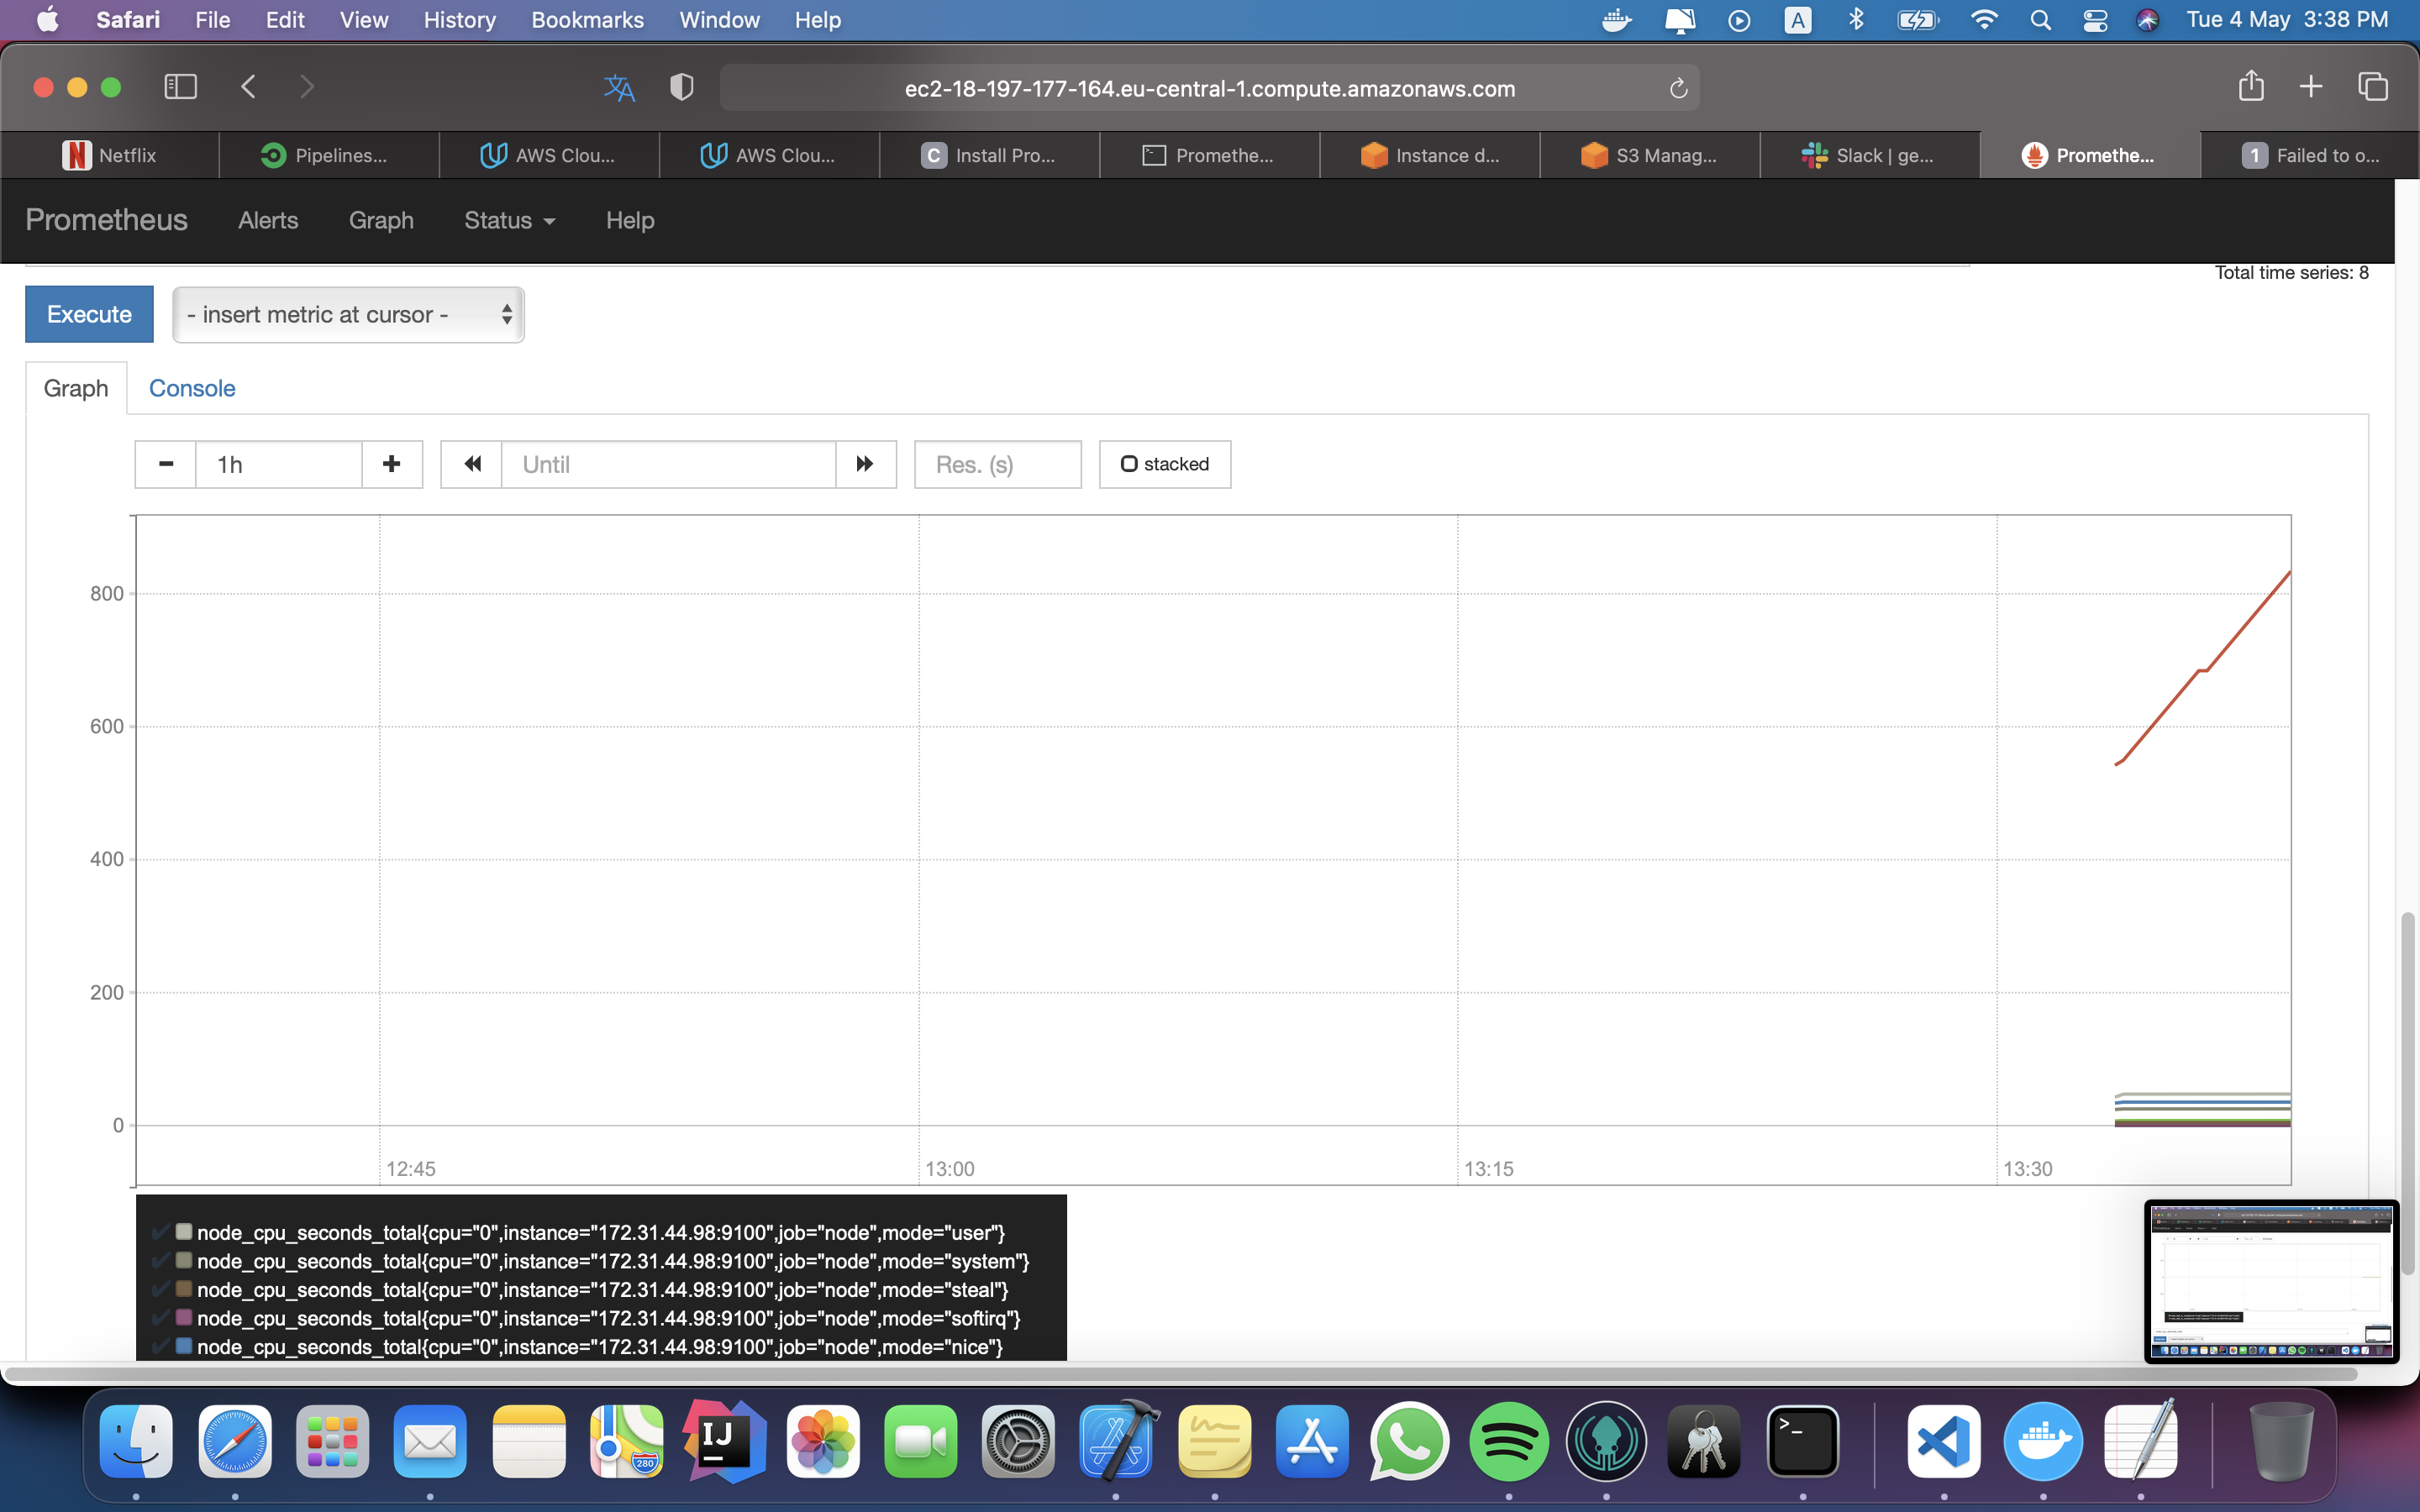 Safari File Edit View History Bookmarks Window Help A Tue 4 May 3:38 PM
ec2-18-197-177-164.eu-central-1.compute.amazonaws.com
Netflix Pipelines... AWS Clou... AWS Clou... C Install Pro... Promethe... Instance d... S3 Manag... Slack | ge... Promethe... 1 Failed to o...
Prometheus Alerts Graph Status Help
Total time series: 8
Execute - insert metric at cursor -
Graph Console
1h Until Res. (s) stacked
800
600
400
200
0
12:45 13:00 13:15 13:30
node_cpu_seconds_total{cpu="0",instance="172.31.44.98:9100",job="node",mode="user"}
node_cpu_seconds_total{cpu="0",instance="172.31.44.98:9100",job="node",mode="system"}
node_cpu_seconds_total{cpu="0",instance="172.31.44.98:9100",job="node",mode="steal"}
node_cpu_seconds_total{cpu="0",instance="172.31.44.98:9100",job="node",mode="softirq"}
node_cpu_seconds_total{cpu="0",instance="172.31.44.98:9100",job="node",mode="nice"}
IJ 280